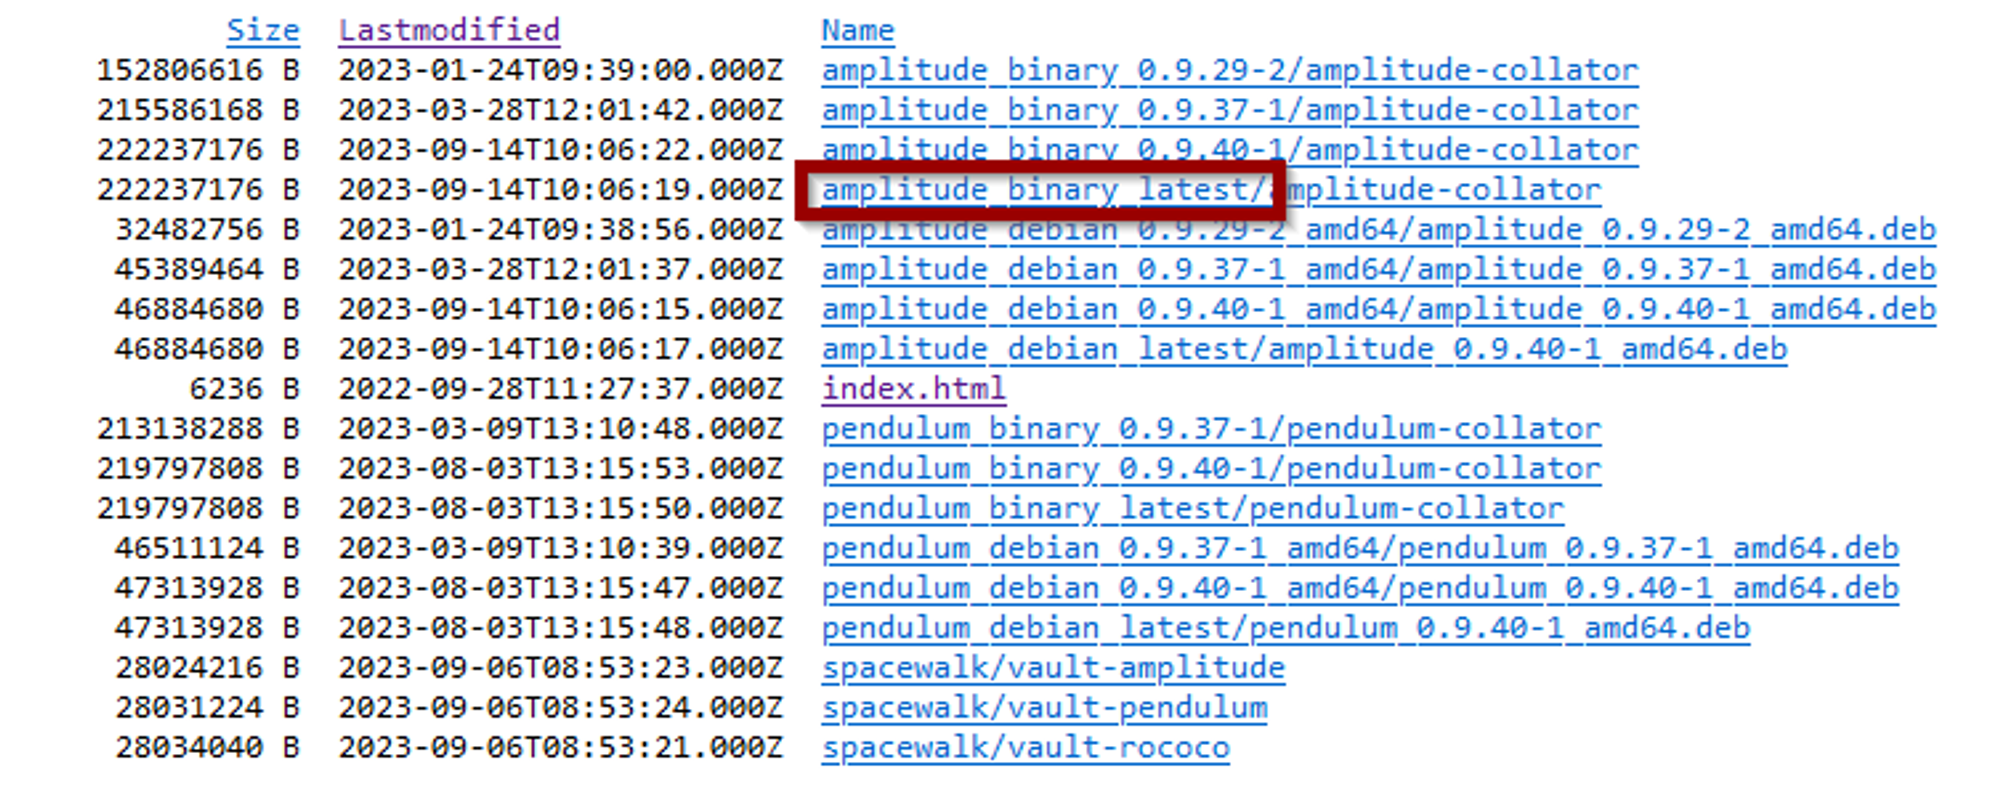 Size Lastmodified Name
152806616 B 2023-01-24T09:39:00.000Z amplitude_binary_0.9.29-2/amplitude-collator
215586168 B 2023-03-28T12:01:42.000Z amplitude_binary_0.9.37-1/amplitude-collator
222237176 B 2023-09-14T10:06:22.000Z amplitude_binary_0.9.40-1/amplitude-collator
222237176 B 2023-09-14T10:06:19.000Z amplitude_binary_latest/amplitude-collator
32482756 B 2023-01-24T09:38:56.000Z amplitude_debian_0.9.29-2_amd64/amplitude_0.9.29-2_amd64.deb
45389464 B 2023-03-28T12:01:37.000Z amplitude_debian_0.9.37-1_amd64/amplitude_0.9.37-1_amd64.deb
46884680 B 2023-09-14T10:06:15.000Z amplitude_debian_0.9.40-1_amd64/amplitude_0.9.40-1_amd64.deb
46884680 B 2023-09-14T10:06:17.000Z amplitude_debian_latest/amplitude_0.9.40-1_amd64.deb
6236 B 2022-09-28T11:27:37.000Z index.html
213138288 B 2023-03-09T13:10:48.000Z pendulum_binary_0.9.37-1/pendulum-collator
219797808 B 2023-08-03T13:15:53.000Z pendulum_binary_0.9.40-1/pendulum-collator
219797808 B 2023-08-03T13:15:50.000Z pendulum_binary_latest/pendulum-collator
46511124 B 2023-03-09T13:10:39.000Z pendulum_debian_0.9.37-1_amd64/pendulum_0.9.37-1_amd64.deb
47313928 B 2023-08-03T13:15:47.000Z pendulum_debian_0.9.40-1_amd64/pendulum_0.9.40-1_amd64.deb
47313928 B 2023-08-03T13:15:48.000Z pendulum_debian_latest/pendulum_0.9.40-1_amd64.deb
28024216 B 2023-09-06T08:53:23.000Z spacewalk/vault-amplitude
28031224 B 2023-09-06T08:53:24.000Z spacewalk/vault-pendulum
28034040 B 2023-09-06T08:53:21.000Z spacewalk/vault-rococo